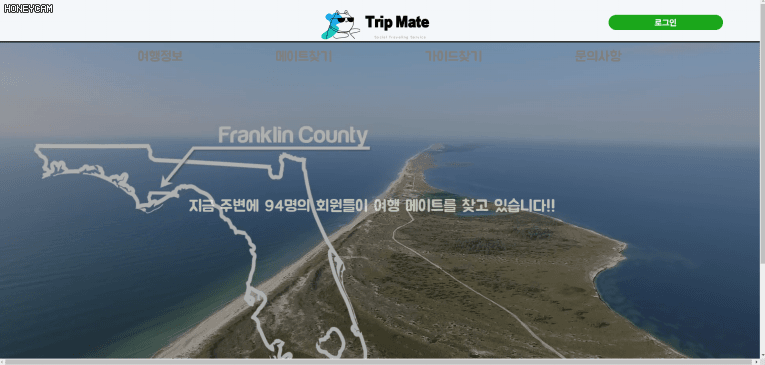 HONEYCAM
Trip Mate
로그인
여행정보 메이트찾기 가이드찾기 문의사항
Franklin County
지금 주변에 94명의 회원들이 여행 메이트를 찾고 있습니다!!